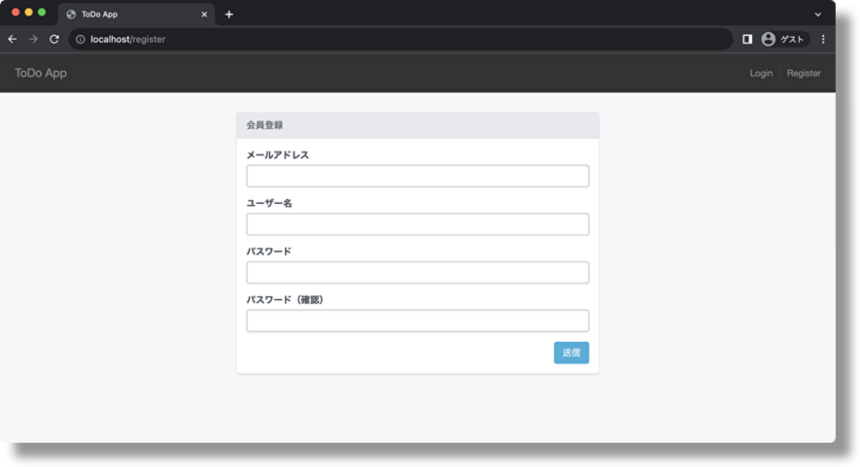 ToDo App
localhost/register
ゲスト
ToDo App
Login
Register
会員登録
メールアドレス
ユーザー名
パスワード
パスワード（確認）
送信